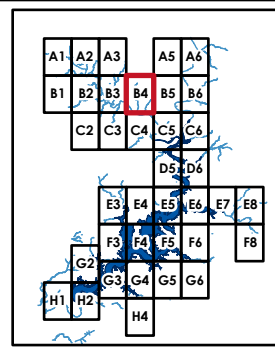 A1 A2 A3 A5 A6
B1 B2 B3 B4 B5 B6
C2 C3 C4 C5 C6
D5 D6
E3 E4 E5 E6 E7 E8
F3 F4 F5 F6 F8
G2
G3 G4 G5 G6
H1 H2
H4